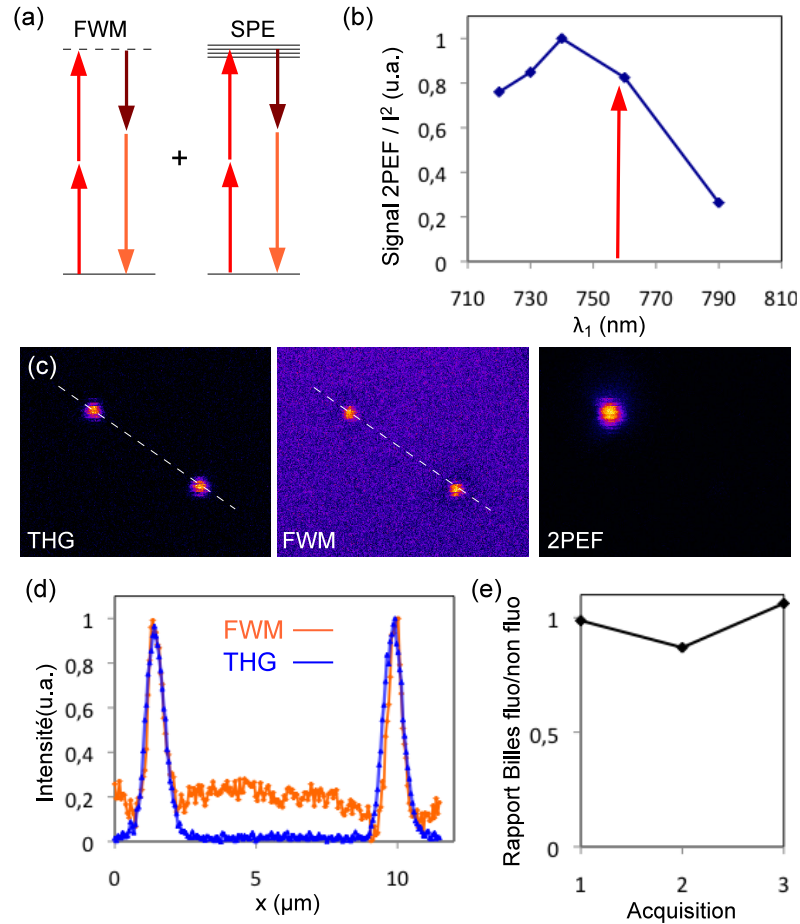 (a)
FWM
SPE
+
(b)
Signal 2PEF / I² (u.a.)
1
0,8
0,6
0,4
0,2
0
710
730
750
770
790
810
λ₁ (nm)
(c)
THG
FWM
2PEF
(d)
Intensité(u.a.)
1
0,8
0,6
0,4
0,2
0
FWM
THG
0
5
10
x (µm)
(e)
Rapport Billes fluo/non fluo
1
0,5
0
1
2
3
Acquisition